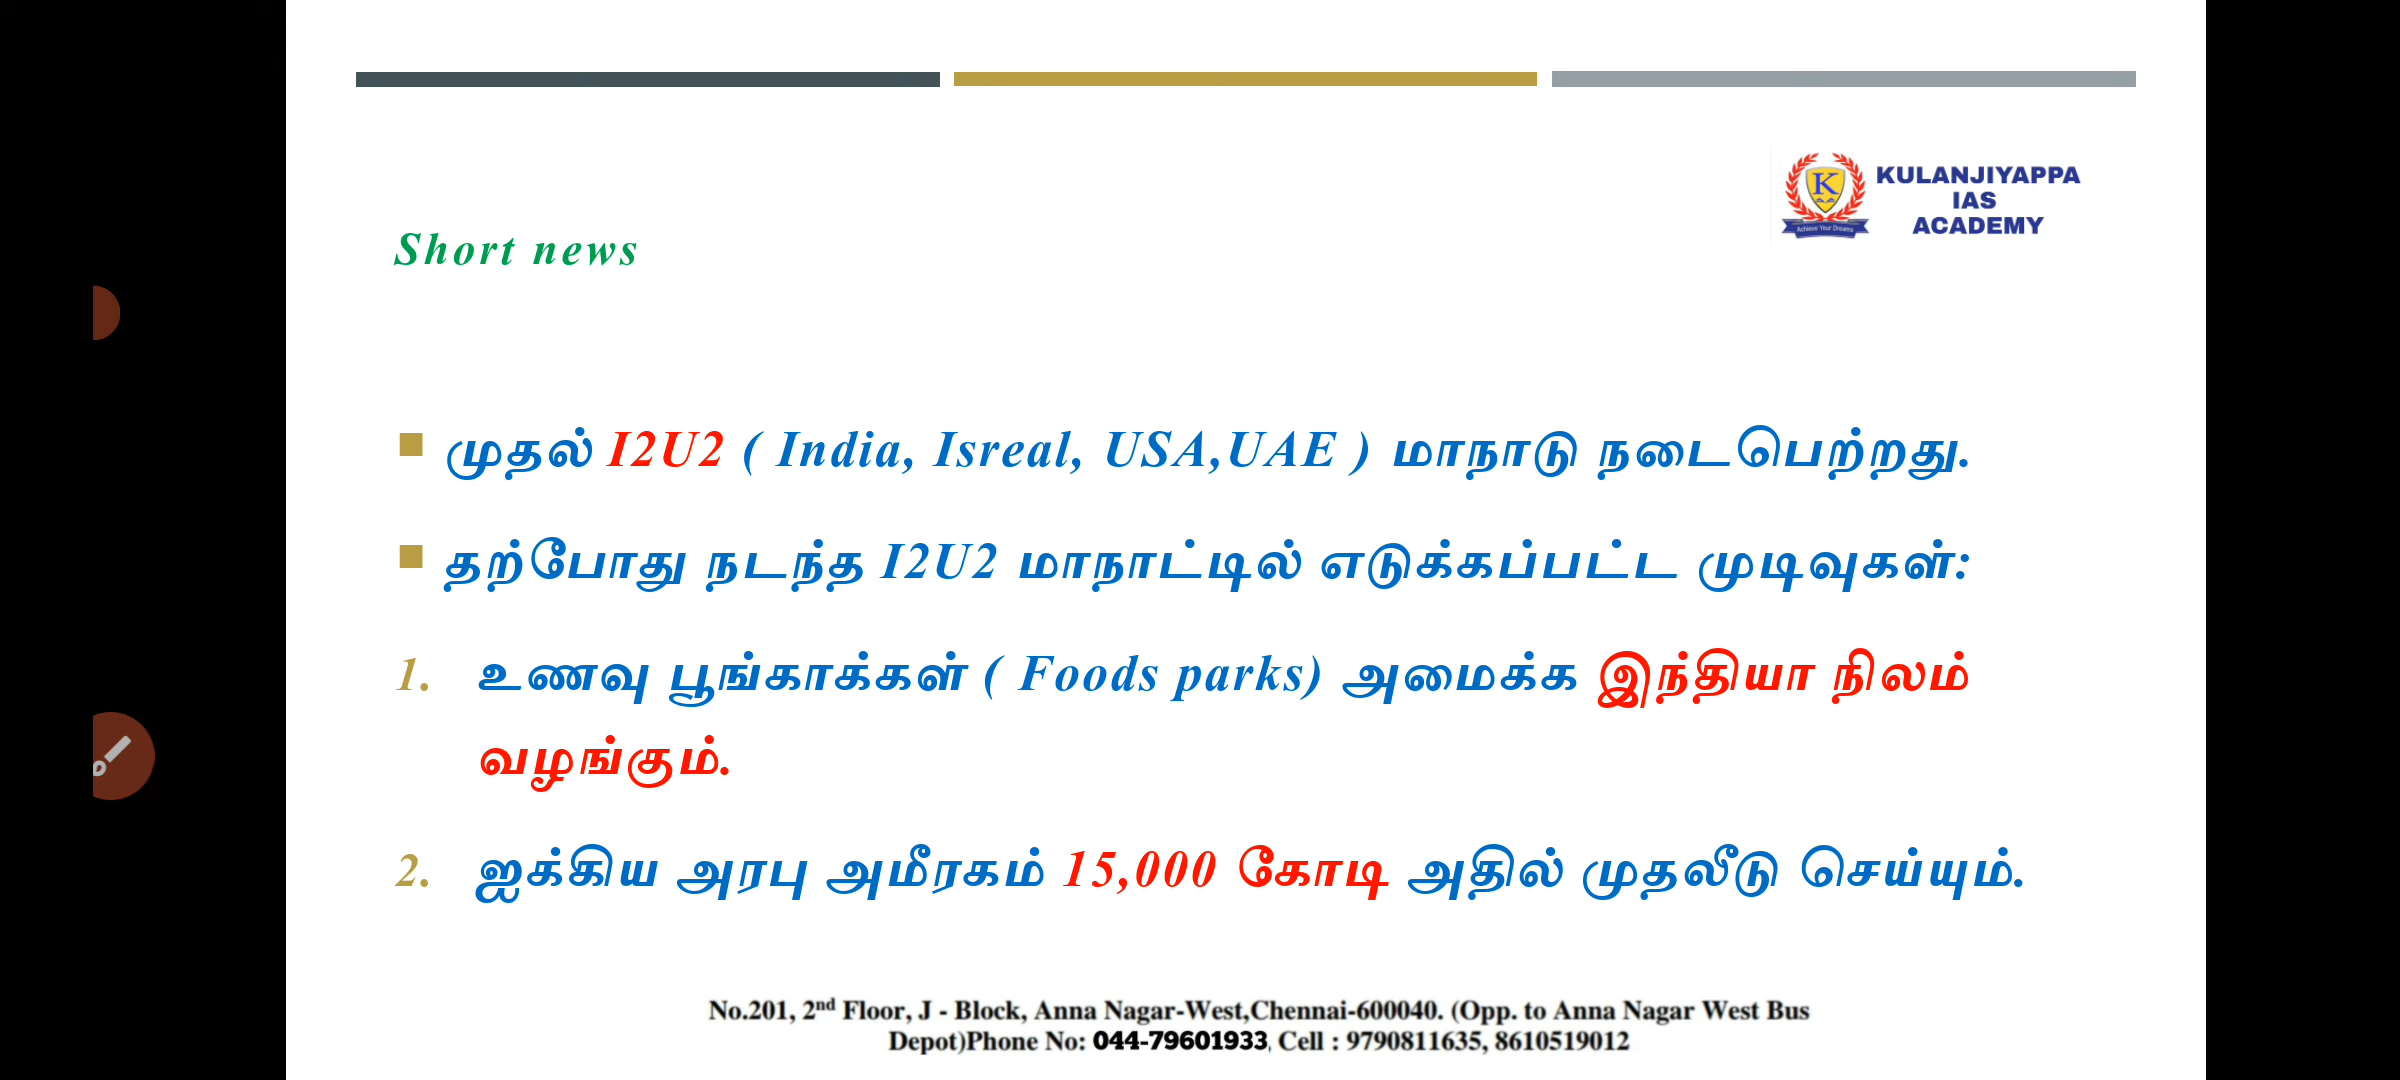 KULANJIYAPPA
IAS
ACADEMY
Achieve Your Dreams
Short news
முதல் I2U2 ( India, Isreal, USA,UAE ) மாநாடு நடைபெற்றது.
தற்போது நடந்த I2U2 மாநாட்டில் எடுக்கப்பட்ட முடிவுகள்:
1. உணவு பூங்காக்கள் ( Foods parks) அமைக்க இந்தியா நிலம்
வழங்கும்.
2. ஐக்கிய அரபு அமீரகம் 15,000 கோடி அதில் முதலீடு செய்யும்.
No.201, 2nd Floor, J - Block, Anna Nagar-West,Chennai-600040. (Opp. to Anna Nagar West Bus
Depot)Phone No: 044-79601933, Cell : 9790811635, 8610519012